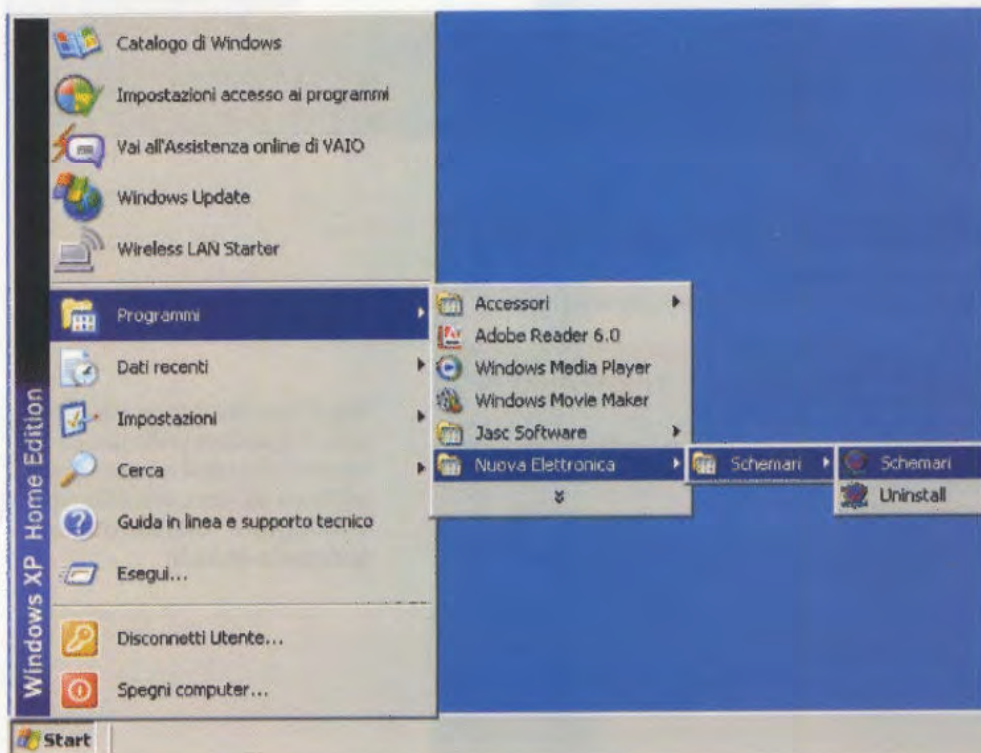 Catalogo di Windows
Impostazioni accesso ai programmi
Vai all'Assistenza online di VAIO
Windows Update
Wireless LAN Starter
Programmi
Dati recenti
Impostazioni
Cerca
Guida in linea e supporto tecnico
Esegui...
Disconnetti Utente...
Spegni computer...
Windows XP Home Edition
Accessori
Adobe Reader 6.0
Windows Media Player
Windows Movie Maker
Jasc Software
Nuova Elettronica
Schemari
Schemari
Uninstall
Start